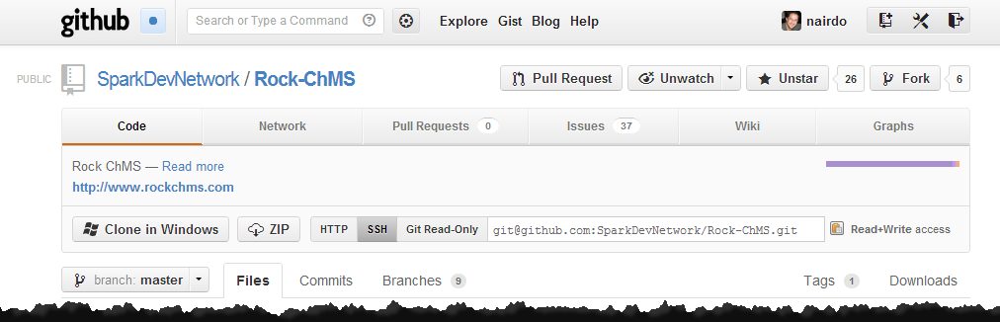 github Search or Type a Command Explore Gist Blog Help nairdo
PUBLIC SparkDevNetwork / Rock-ChMS Pull Request Unwatch Unstar 26 Fork 6
Code Network Pull Requests 0 Issues 37 Wiki Graphs
Rock ChMS — Read more
http://www.rockchms.com
Clone in Windows ZIP HTTP SSH Git Read-Only git@github.com:SparkDevNetwork/Rock-ChMS.git Read+Write access
branch: master Files Commits Branches 9 Tags 1 Downloads